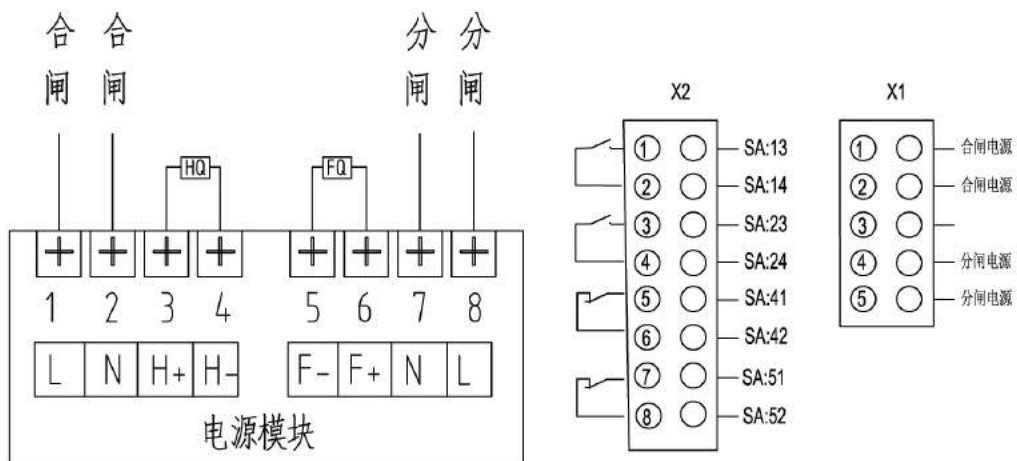 合闸 合闸 分闸 分闸
HQ FQ
1 2 3 4 5 6 7 8
L N H+ H- F- F+ N L
电源模块
X2
① SA:13
② SA:14
③ SA:23
④ SA:24
⑤ SA:41
⑥ SA:42
⑦ SA:51
⑧ SA:52
X1
① 合闸电源
② 合闸电源
③
④ 分闸电源
⑤ 分闸电源